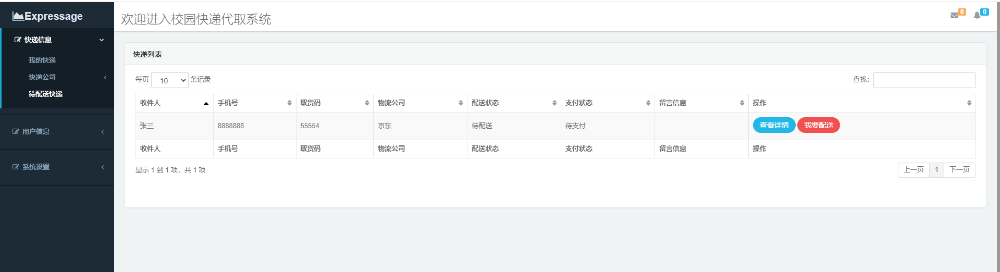 Expressage
快递信息
我的快递
快递公司
待配送快递
用户信息
系统设置
欢迎进入校园快递代取系统
0 0
快递列表
每页 10 条记录 查找:
收件人 手机号 取货码 物流公司 配送状态 支付状态 留言信息 操作
张三 8888888 55554 京东 待配送 待支付 查看详情 我要配送
收件人 手机号 取货码 物流公司 配送状态 支付状态 留言信息 操作
显示 1 到 1 项，共 1 项 上一页 1 下一页